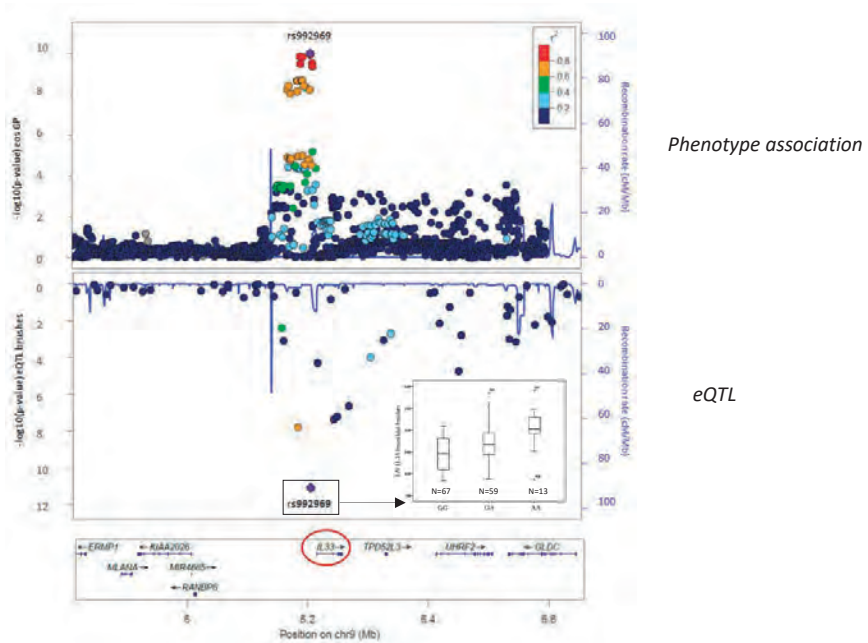 rs992969
10
8
6
4
2
0
-log10(p-value) eos GP
100
80
60
40
20
0
Recombination rate (cM/Mb)
r²
0.8
0.6
0.4
0.2
Phenotype association
0
2
4
6
8
10
12
-log10(p-value) eQTL brushes
0
20
40
60
80
100
Recombination rate (cM/Mb)
N=67 N=59 N=13
GG GA AA
eQTL
rs992969
ERMP1 KIAA2026 IL33 TPD52L3 UHRF2 GLDC
MLANA MIR4665
RANBP6
6 6.2 6.4 6.6
Position on chr9 (Mb)